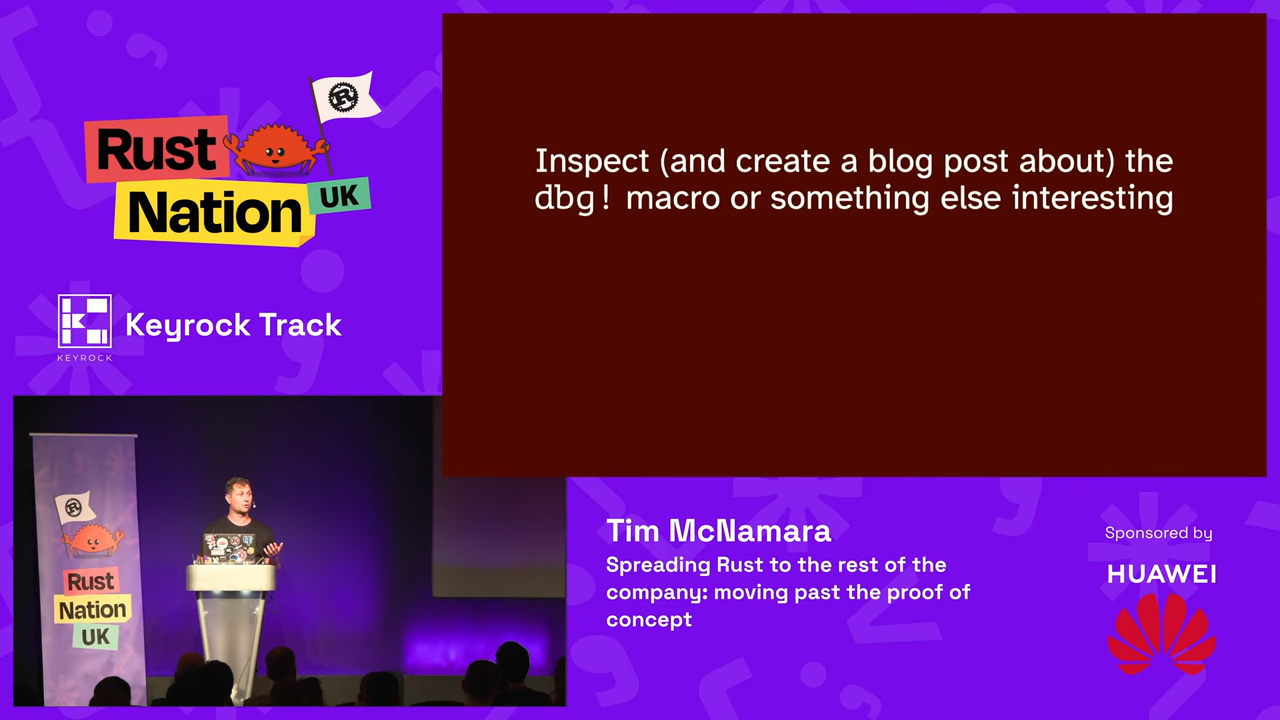 Rust
Nation
UK
KEYROCK
Keyrock Track
Inspect (and create a blog post about) the
dbg! macro or something else interesting
Rust
Nation
UK
Tim McNamara
Spreading Rust to the rest of the
company: moving past the proof of
concept
Sponsored by
HUAWEI